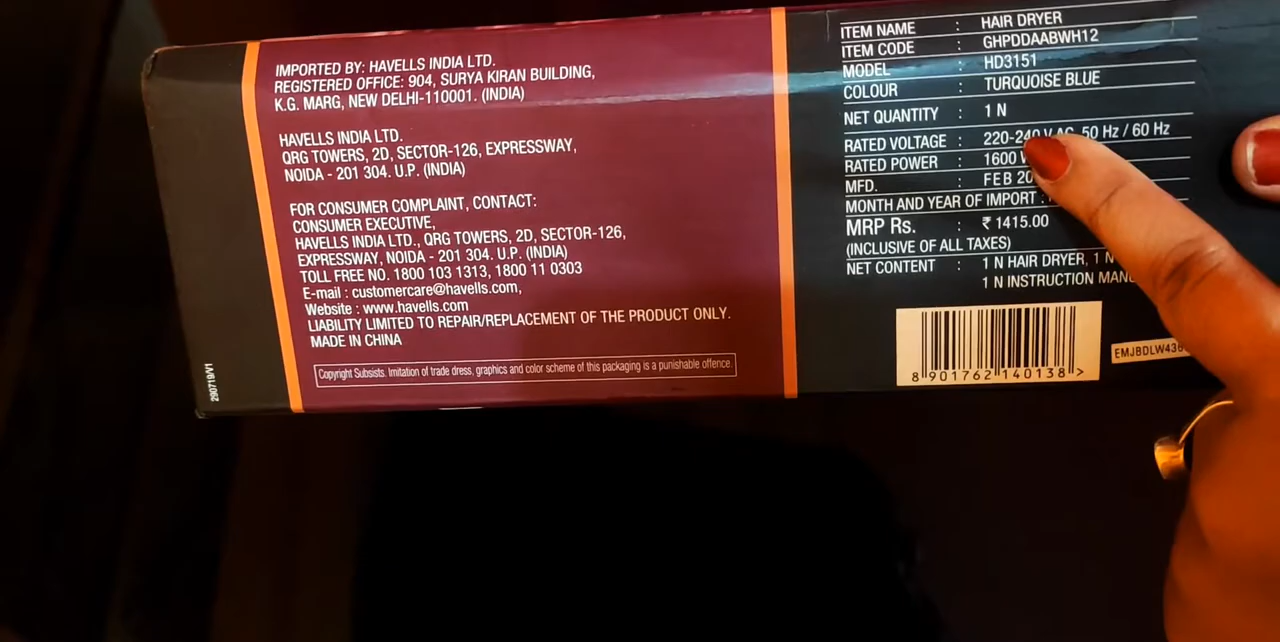 IMPORTED BY: HAVELLS INDIA LTD.
REGISTERED OFFICE: 904, SURYA KIRAN BUILDING,
K.G. MARG, NEW DELHI-110001. (INDIA)
HAVELLS INDIA LTD.
QRG TOWERS, 2D, SECTOR-126, EXPRESSWAY,
NOIDA - 201 304. U.P. (INDIA)
FOR CONSUMER COMPLAINT, CONTACT:
CONSUMER EXECUTIVE,
HAVELLS INDIA LTD., QRG TOWERS, 2D, SECTOR-126,
EXPRESSWAY, NOIDA - 201 304. U.P. (INDIA)
TOLL FREE NO. 1800 103 1313, 1800 11 0303
E-mail : customercare@havells.com,
Website : www.havells.com
LIABILITY LIMITED TO REPAIR/REPLACEMENT OF THE PRODUCT ONLY.
MADE IN CHINA
Copyright Subsists. Imitation of trade dress, graphics and color scheme of this packaging is a punishable offence.
290719/V1
ITEM NAME : HAIR DRYER
ITEM CODE : GHPDDAABWH12
MODEL : HD3151
COLOUR : TURQUOISE BLUE
NET QUANTITY : 1 N
RATED VOLTAGE : 220-240 V AC, 50 Hz / 60 Hz
RATED POWER : 1600
MFD. : FEB
MONTH AND YEAR OF IMPORT :
MRP Rs. : ₹ 1415.00
(INCLUSIVE OF ALL TAXES)
NET CONTENT : 1 N HAIR DRYER, 1 N
1 N INSTRUCTION
8 901762 140138 >